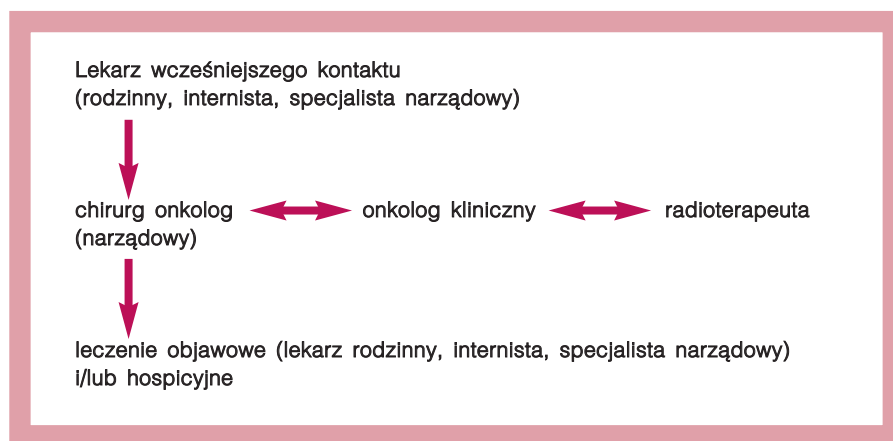 Lekarz wcześniejszego kontaktu
(rodzinny, internista, specjalista narządowy)
chirurg onkolog onkolog kliniczny radioterapeuta
(narządowy)
leczenie objawowe (lekarz rodzinny, internista, specjalista narządowy)
i/lub hospicyjne